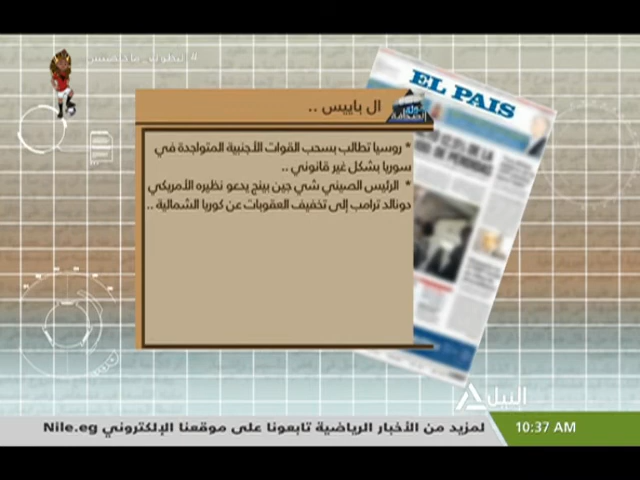 EL PAIS
ال باييس ..
* روسيا تطالب بسحب القوات الأجنبية المتواجدة في
سوريا بشكل غير قانوني ..
* الرئيس الصيني شي جين بينج يدعو نظيره الأمريكي
دونالد ترامب إلى تخفيف العقوبات عن كوريا الشمالية ..
النيل
لمزيد من الأخبار الرياضية تابعونا على موقعنا الإلكتروني Nile.eg
10:37 AM